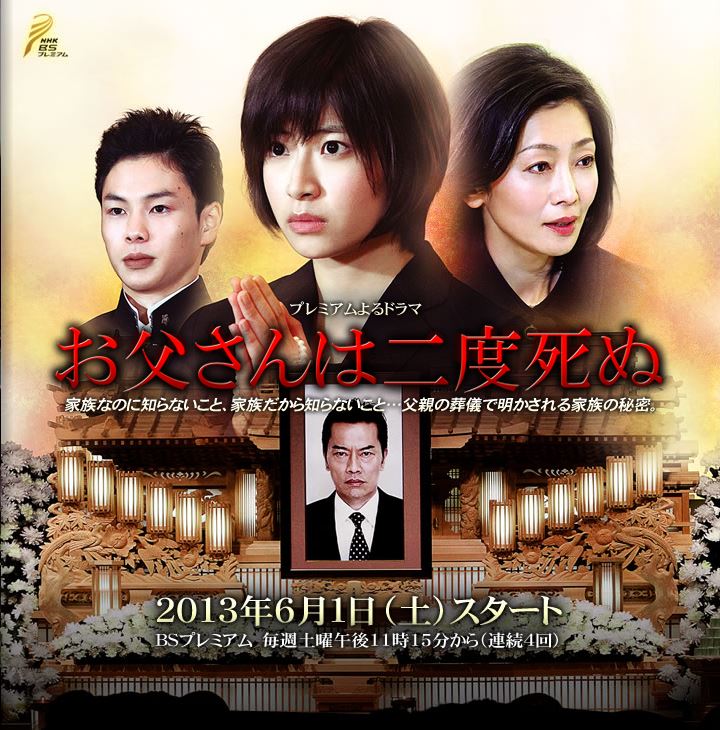 NHK
BS
プレミアム
プレミアムよるドラマ
お父さんは二度死ぬ
家族なのに知らないこと、家族だから知らないこと…父親の葬儀で明かされる家族の秘密。
2013年6月1日（土）スタート
BSプレミアム 毎週土曜午後11時15分から（連続4回）